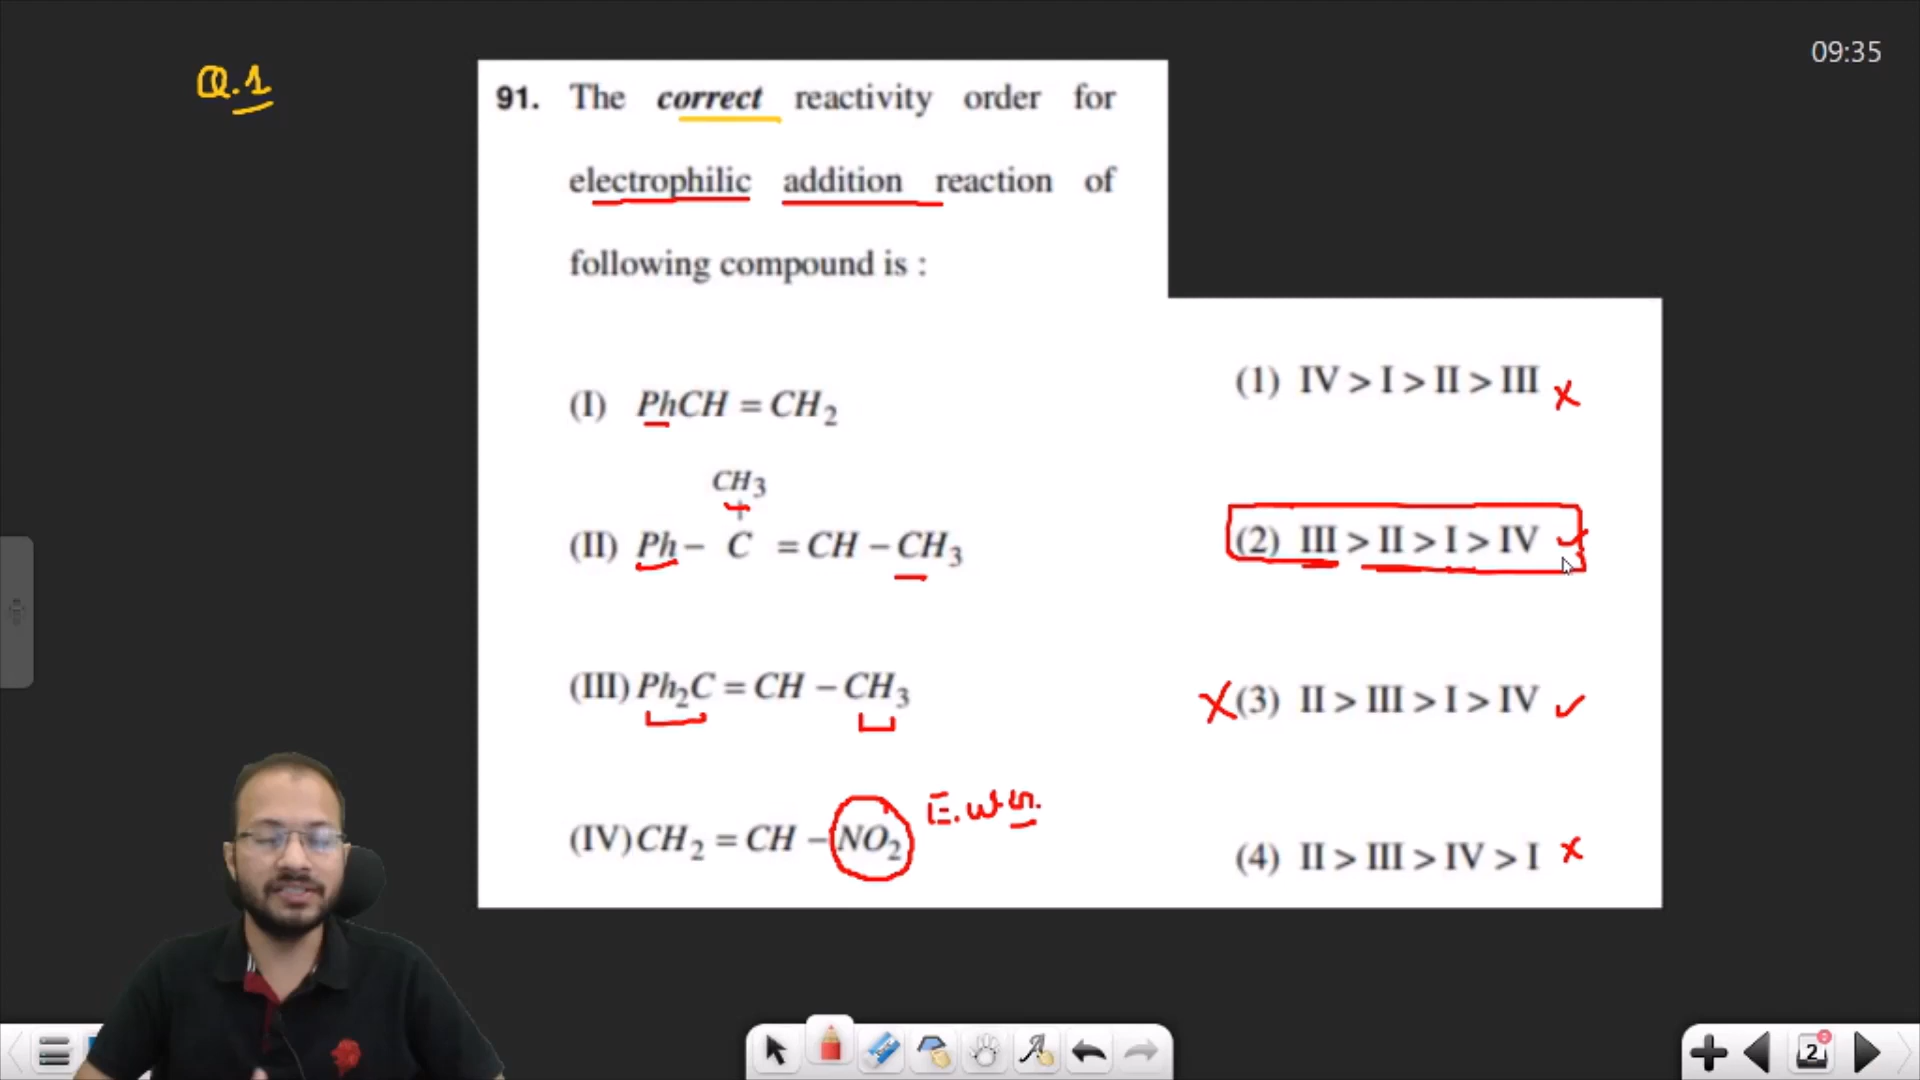 09:35
Q.1
91. The correct reactivity order for
electrophilic addition reaction of
following compound is :
(I) PhCH = CH2
CH3
(II) Ph – C = CH – CH3
(III) Ph2C = CH – CH3
(IV) CH2 = CH – NO2 E.W.G.
(1) IV > I > II > III x
(2) III > II > I > IV ✓
X (3) II > III > I > IV ✓
(4) II > III > IV > I x
2